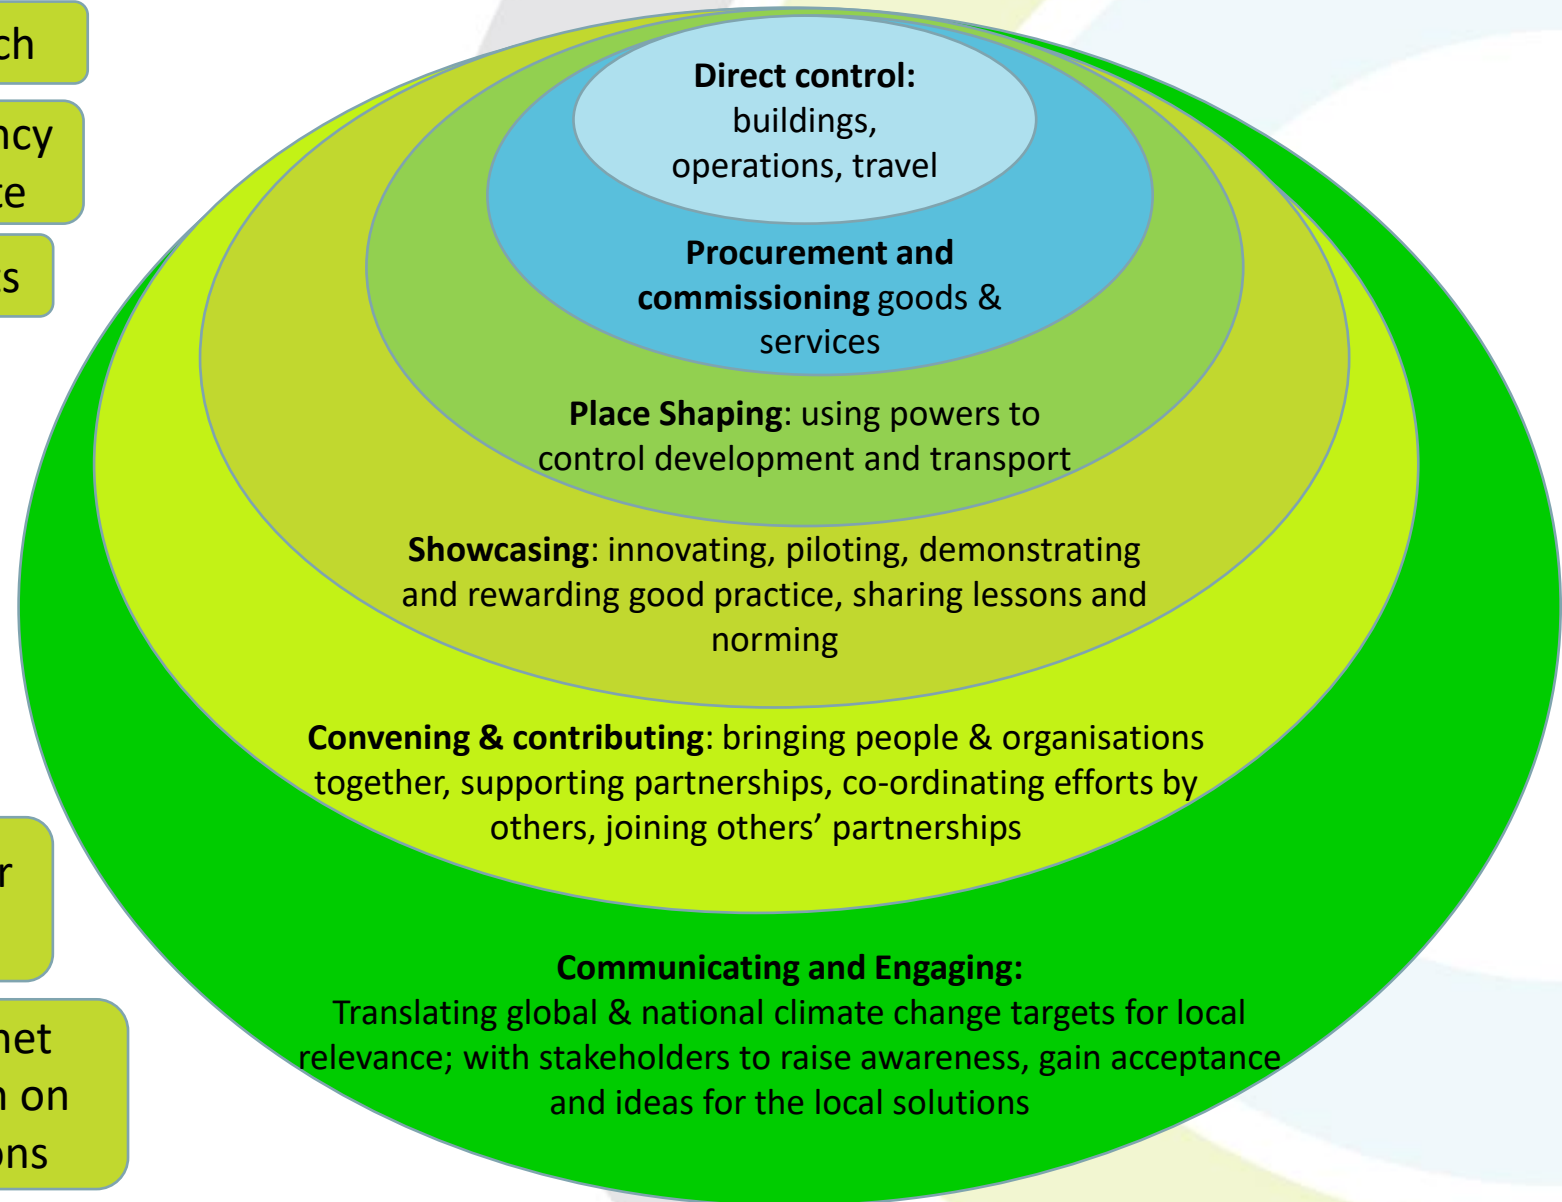 Direct control:
buildings,
operations, travel
Procurement and
commissioning goods &
services
Place Shaping: using powers to
control development and transport
Showcasing: innovating, piloting, demonstrating
and rewarding good practice, sharing lessons and
norming
Convening & contributing: bringing people & organisations
together, supporting partnerships, co-ordinating efforts by
others, joining others’ partnerships
Communicating and Engaging:
Translating global & national climate change targets for local
relevance; with stakeholders to raise awareness, gain acceptance
and ideas for the local solutions
ch
ncy
te
ts
r
net
n on
ons